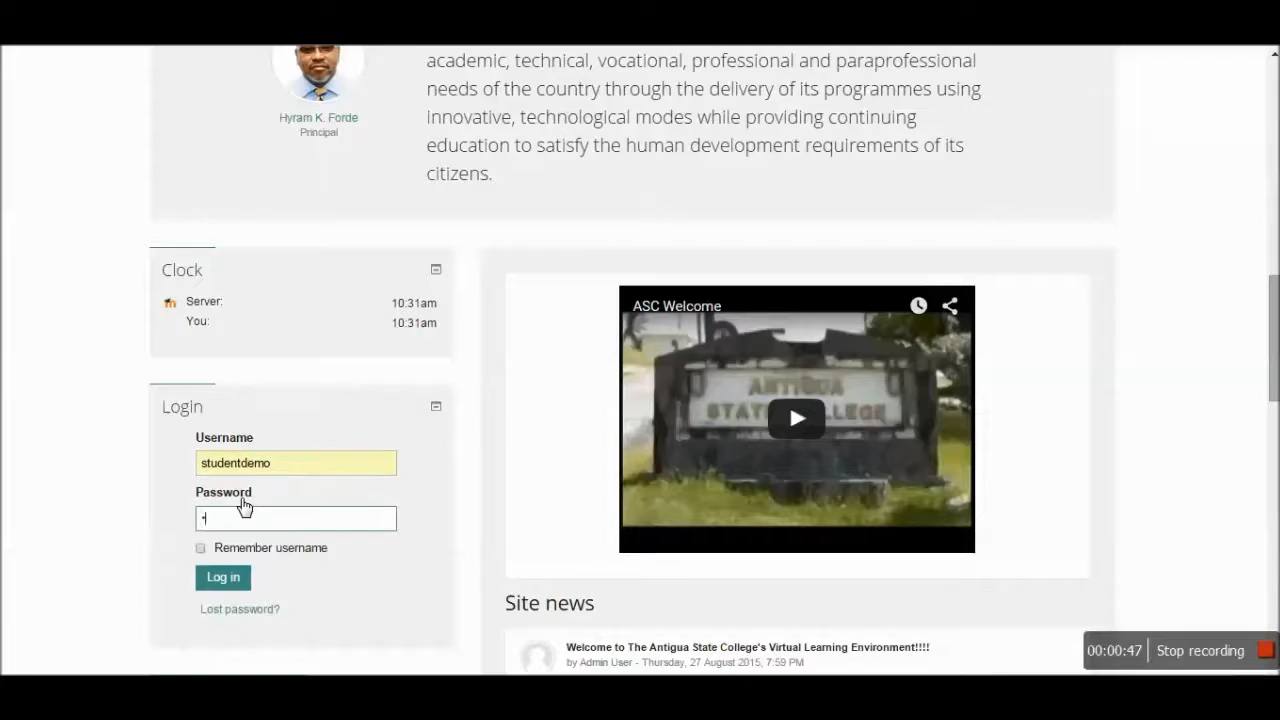 academic, technical, vocational, professional and paraprofessional
needs of the country through the delivery of its programmes using
innovative, technological modes while providing continuing
education to satisfy the human development requirements of its
citizens.
Hyram K. Forde
Principal
Clock
Server: 10:31am
You: 10:31am
Login
Username
studentdemo
Password
Remember username
Log in
Lost password?
ASC Welcome
ANTIGUA
STATE COLLEGE
Site news
Welcome to The Antigua State College's Virtual Learning Environment!!!!
by Admin User - Thursday, 27 August 2015, 7:59 PM
00:00:47 Stop recording